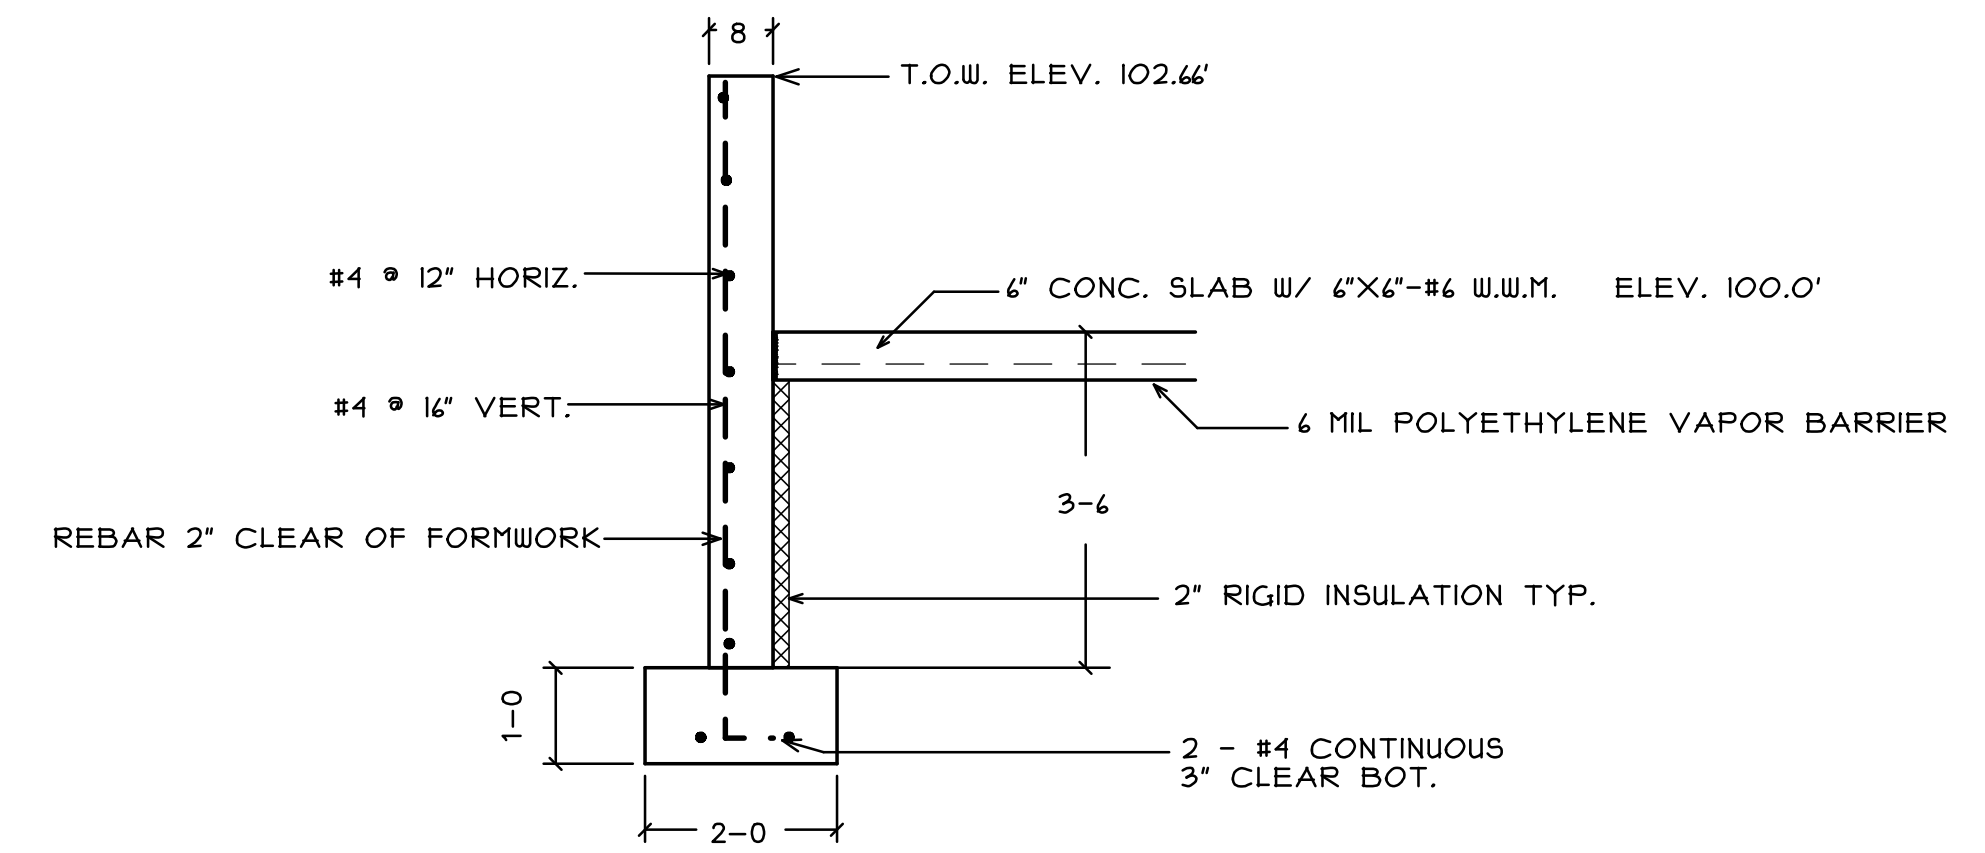 8
T.O.W. ELEV. 102.66'
#4 @ 12" HORIZ.
6" CONC. SLAB W/ 6"X6"-#6 W.W.M. ELEV. 100.0'
#4 @ 16" VERT.
6 MIL POLYETHYLENE VAPOR BARRIER
3-6
REBAR 2" CLEAR OF FORMWORK
2" RIGID INSULATION TYP.
1-0
2 - #4 CONTINUOUS
3" CLEAR BOT.
2-0